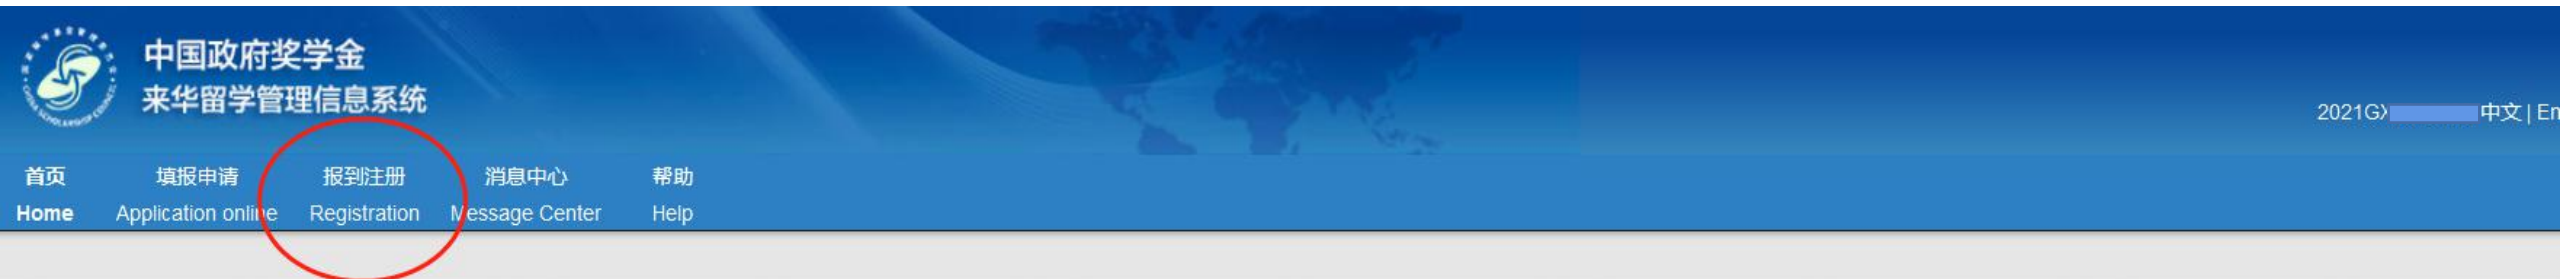 中国政府奖学金
来华留学管理信息系统
2021G 中文 | En
首页 填报申请 报到注册 消息中心 帮助
Home Application online Registration Message Center Help